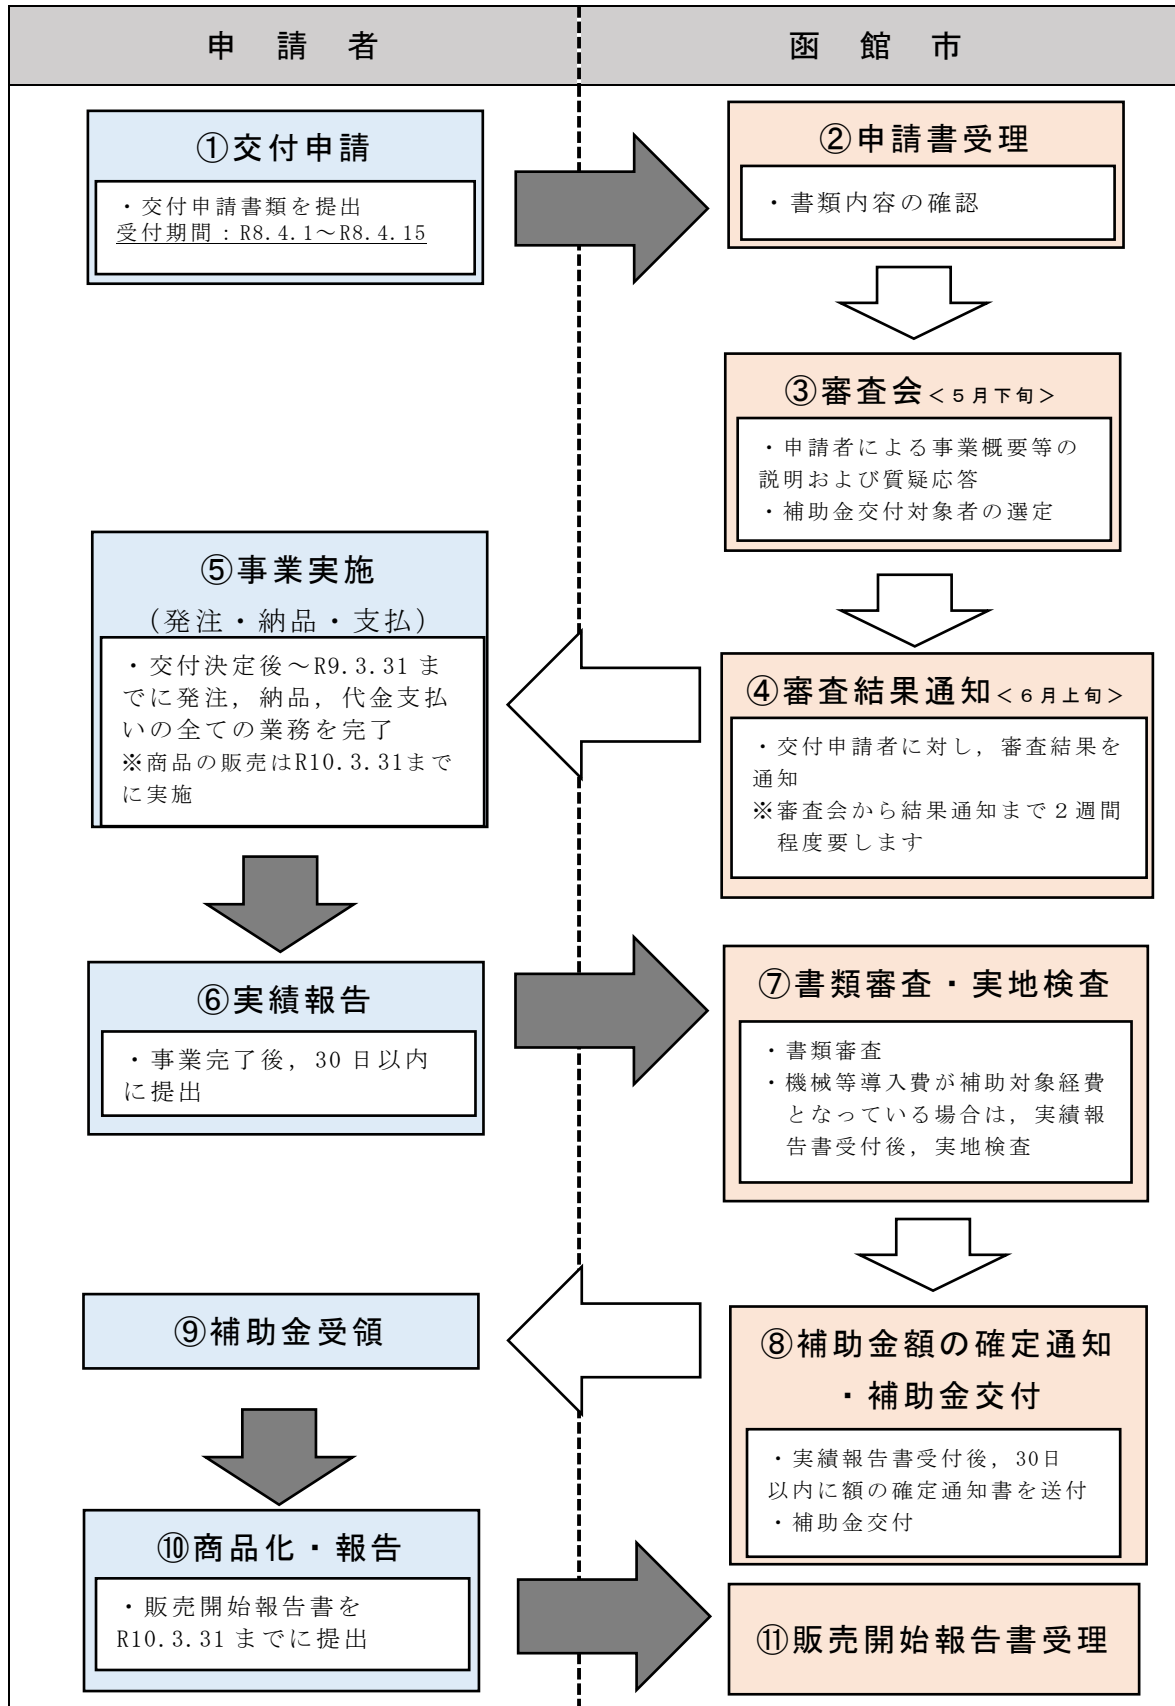 申請者
函館市
①交付申請
・交付申請書類を提出
受付期間：R8.4.1～R8.4.15
②申請書受理
・書類内容の確認
③審査会＜５月下旬＞
・申請者による事業概要等の
説明および質疑応答
・補助金交付対象者の選定
④審査結果通知＜６月上旬＞
・交付申請者に対し，審査結果を
通知
※審査会から結果通知まで２週間
程度要します
⑤事業実施
（発注・納品・支払）
・交付決定後～R9.3.31 ま
でに発注，納品，代金支払
いの全ての業務を完了
※商品の販売はR10.3.31まで
に実施
⑥実績報告
・事業完了後，30 日以内
に提出
⑦書類審査・実地検査
・書類審査
・機械等導入費が補助対象経費
となっている場合は，実績報
告書受付後，実地検査
⑧補助金額の確定通知
・補助金交付
・実績報告書受付後，30日
以内に額の確定通知書を送付
・補助金交付
⑨補助金受領
⑩商品化・報告
・販売開始報告書を
R10.3.31 までに提出
⑪販売開始報告書受理